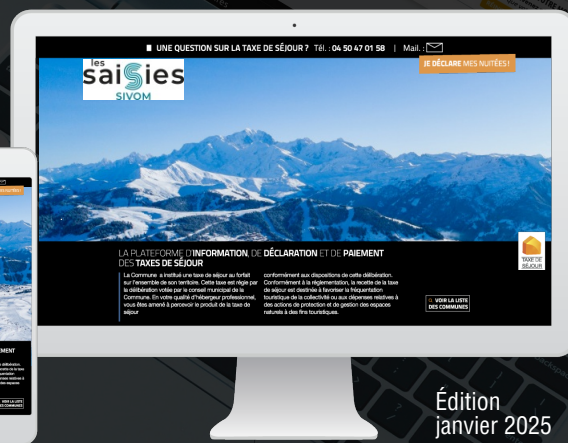 UNE QUESTION SUR LA TAXE DE SÉJOUR ? Tél. : 04 50 47 01 58 | Mail. :
JE DÉCLARE MES NUITÉES !
les
saisies
SIVOM
LA PLATEFORME D'INFORMATION, DE DÉCLARATION ET DE PAIEMENT
DES TAXES DE SÉJOUR
La Commune a institué une taxe de séjour au forfait
sur l'ensemble de son territoire. Cette taxe est régie par
la délibération votée par le conseil municipal de la
Commune. En votre qualité d'hébergeur professionnel,
vous êtes amené à percevoir le produit de la taxe de
séjour
conformément aux dispositions de cette délibération.
Conformément à la réglementation, la recette de la taxe
de séjour est destinée à favoriser la fréquentation
touristique de la collectivité ou aux dépenses relatives à
des actions de protection et de gestion des espaces
naturels à des fins touristiques.
TAXE DE
SÉJOUR
VOIR LA LISTE
DES COMMUNES
Édition
janvier 2025